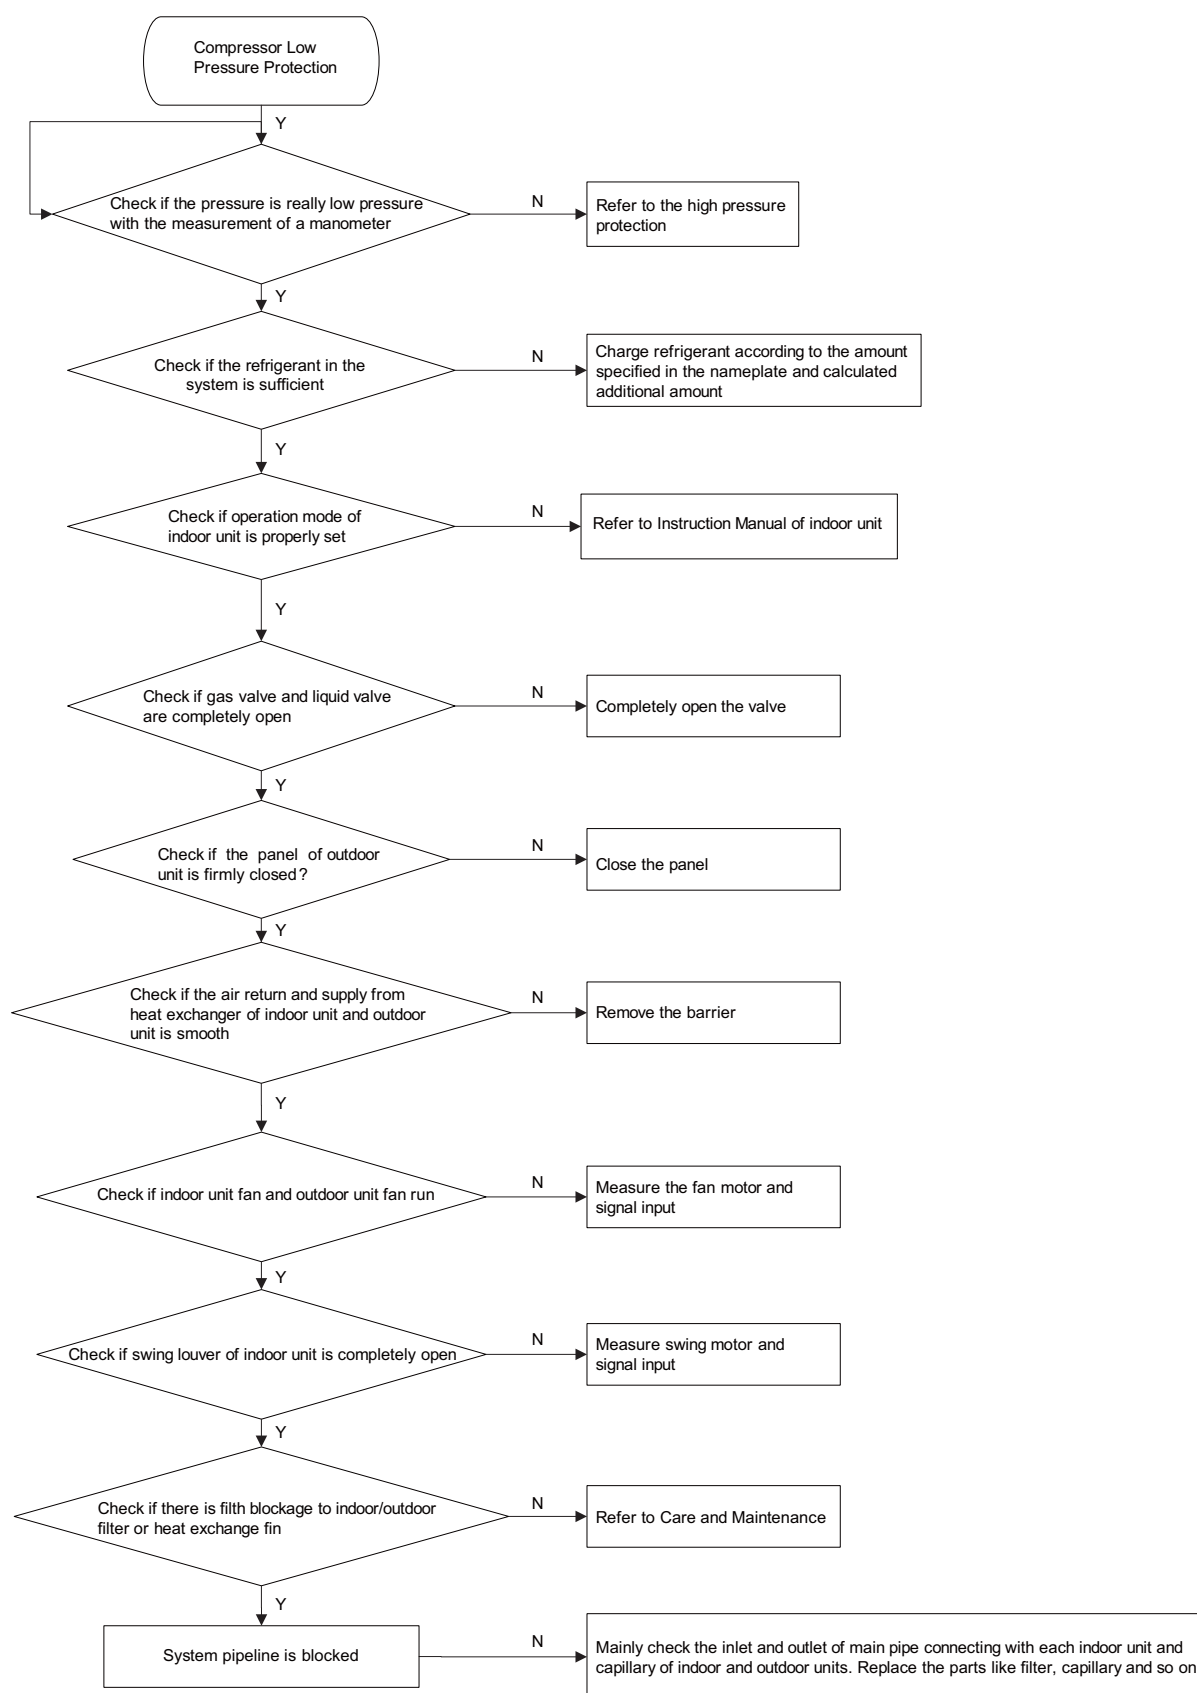 Compressor Low
Pressure Protection
Y
Check if the pressure is really low pressure
with the measurement of a manometer
N
Refer to the high pressure
protection
Y
Check if the refrigerant in the
system is sufficient
N
Charge refrigerant according to the amount
specified in the nameplate and calculated
additional amount
Y
Check if operation mode of
indoor unit is properly set
N
Refer to Instruction Manual of indoor unit
Y
Check if gas valve and liquid valve
are completely open
N
Completely open the valve
Y
Check if the panel of outdoor
unit is firmly closed?
N
Close the panel
Y
Check if the air return and supply from
heat exchanger of indoor unit and outdoor
unit is smooth
N
Remove the barrier
Y
Check if indoor unit fan and outdoor unit fan run
N
Measure the fan motor and
signal input
Y
Check if swing louver of indoor unit is completely open
N
Measure swing motor and
signal input
Y
Check if there is filth blockage to indoor/outdoor
filter or heat exchange fin
N
Refer to Care and Maintenance
Y
System pipeline is blocked
N
Mainly check the inlet and outlet of main pipe connecting with each indoor unit and
capillary of indoor and outdoor units. Replace the parts like filter, capillary and so on